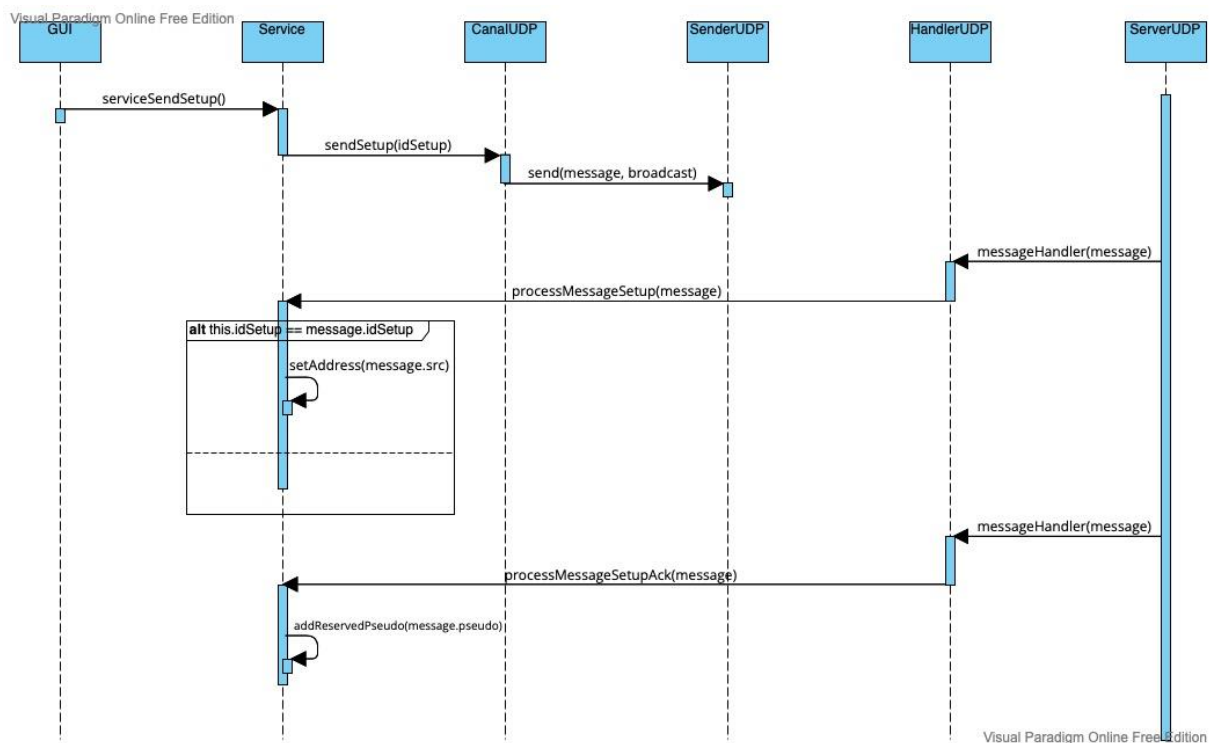 Visual Paradigm Online Free Edition
GUI
Service
CanalUDP
SenderUDP
HandlerUDP
ServerUDP
serviceSendSetup()
sendSetup(idSetup)
send(message, broadcast)
messageHandler(message)
processMessageSetup(message)
alt this.idSetup == message.idSetup
setAddress(message.src)
messageHandler(message)
processMessageSetupAck(message)
addReservedPseudo(message.pseudo)
Visual Paradigm Online Free Edition